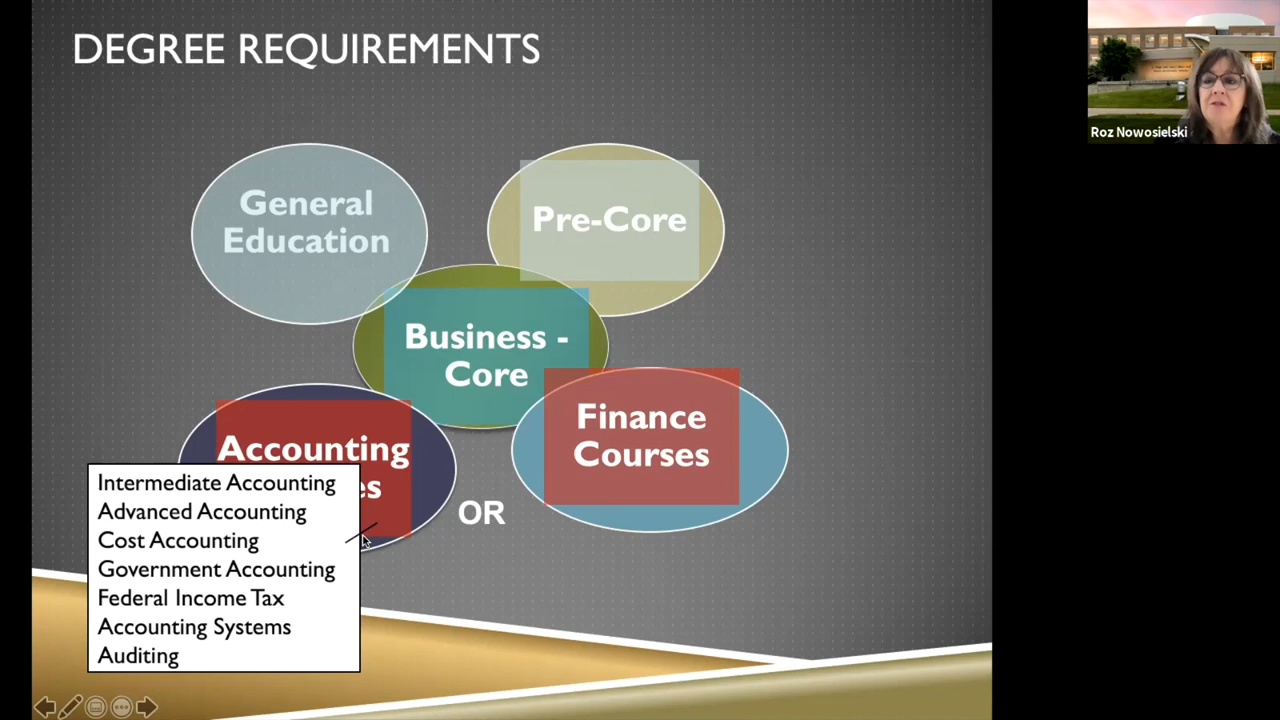 DEGREE REQUIREMENTS
Roz Nowosielski
General
Education
Pre-Core
Business -
Core
Finance
Courses
Accounting
es
OR
Intermediate Accounting
Advanced Accounting
Cost Accounting
Government Accounting
Federal Income Tax
Accounting Systems
Auditing